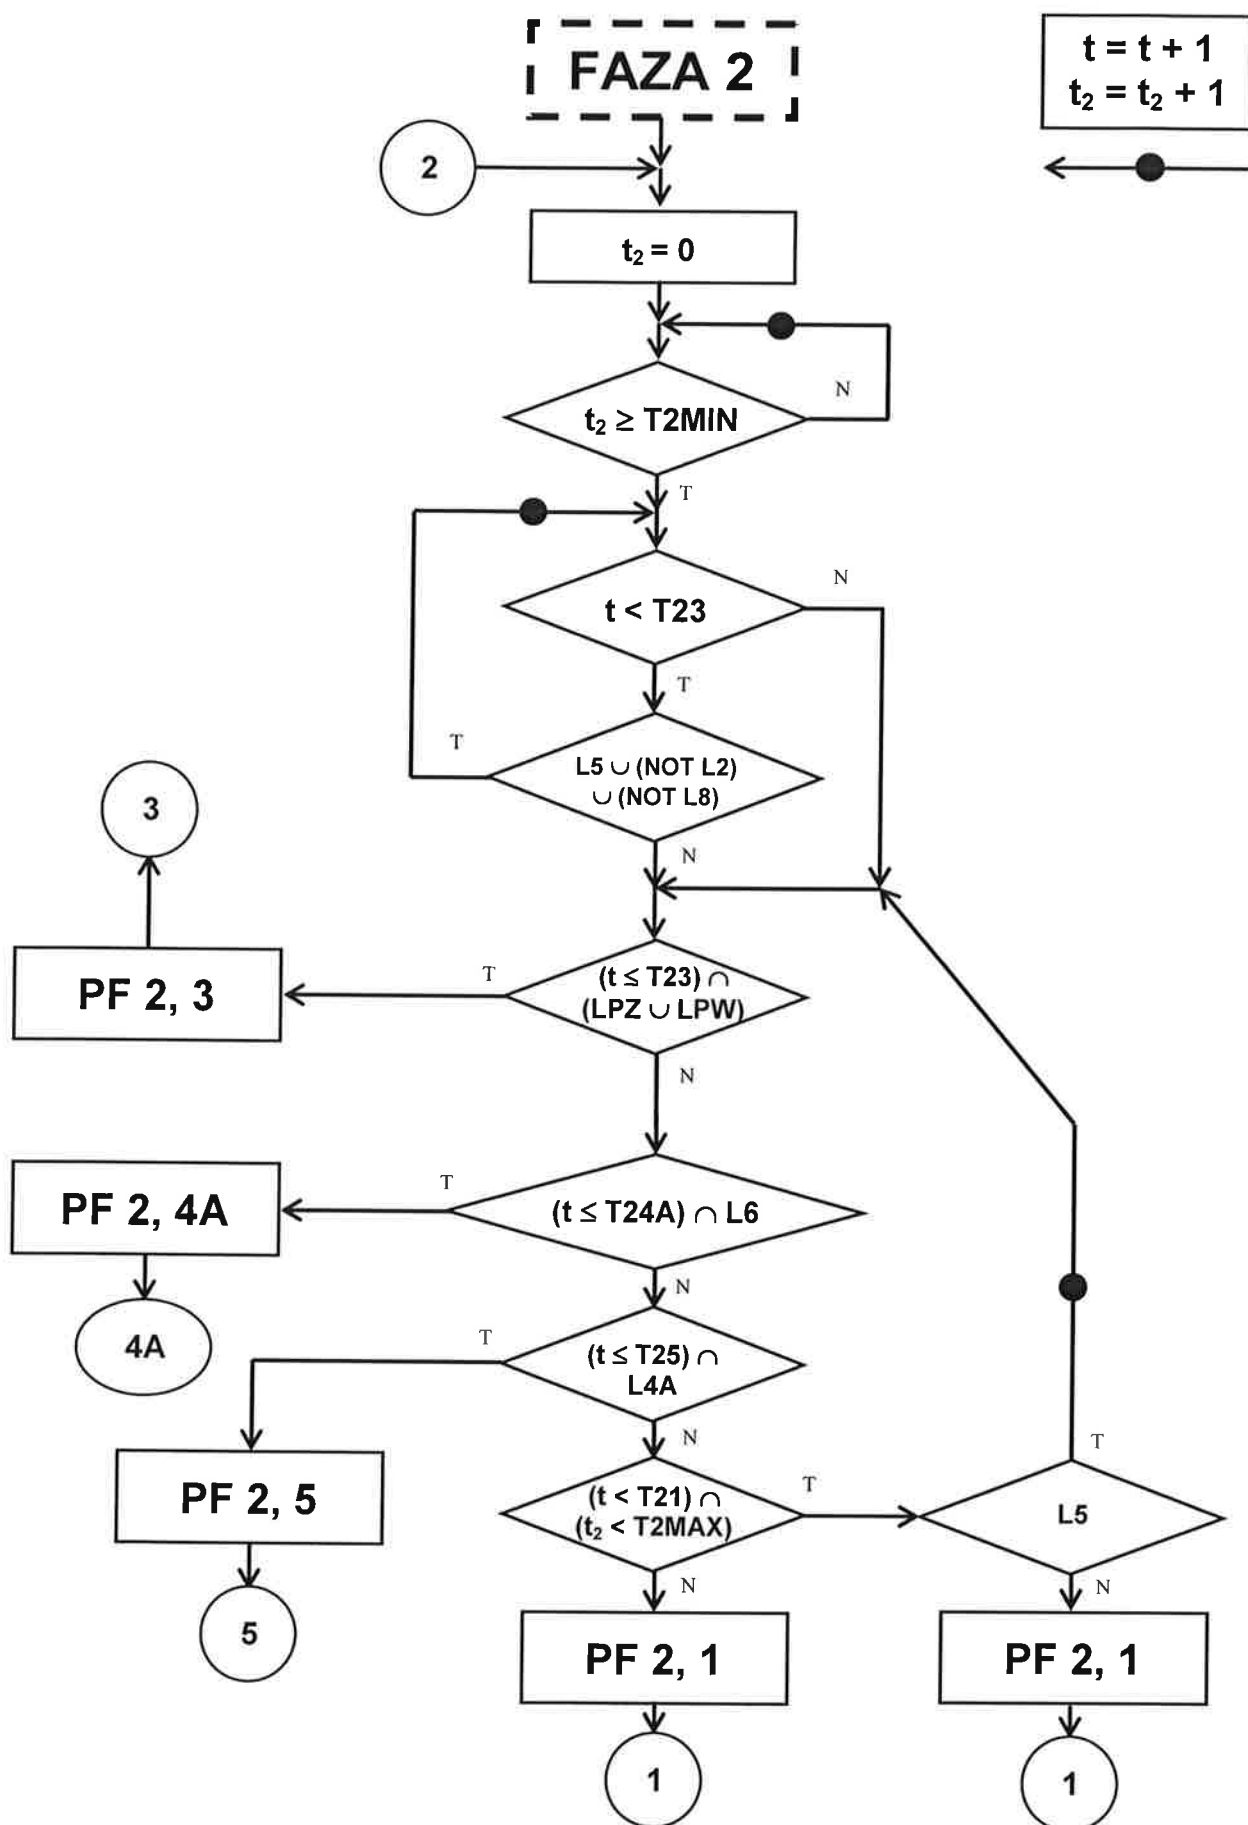 FAZA 2
t = t + 1
t₂ = t₂ + 1
2
t₂ = 0
N
t₂ ≥ T2MIN
T
N
t < T23
T
T
L5 ∪ (NOT L2)
∪ (NOT L8)
3
N
T
(t ≤ T23) ∩
(LPZ ∪ LPW)
PF 2, 3
N
T
PF 2, 4A
(t ≤ T24A) ∩ L6
N
T
4A
(t ≤ T25) ∩
L4A
N
T
T
PF 2, 5
(t < T21) ∩
(t₂ < T2MAX)
L5
N
N
5
PF 2, 1
PF 2, 1
1
1